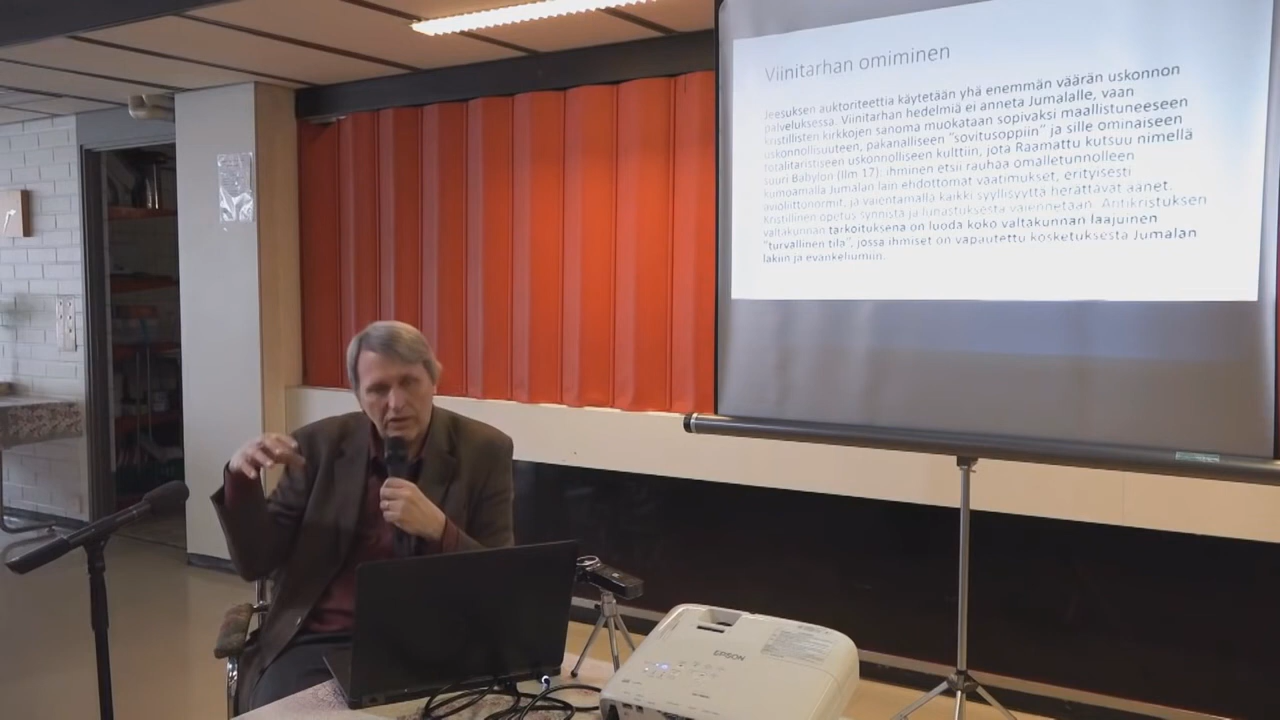 Viinitarhan omiminen
Jeesuksen auktoriteettia käytetään yhä enemmän väärän uskonnon
palveluksessa. Viinitarhan hedelmiä ei anneta Jumalalle, vaan
kristillisten kirkkojen sanoma muokataan sopivaksi maallistuneeseen
uskonnollisuuteen, pakanalliseen "sovitusoppiin" ja sille ominaiseen
totalitaristiseen uskonnolliseen kulttiin, jota Raamattu kutsuu nimellä
suuri Babylon (Ilm 17): ihminen etsii rauhaa omalletunnolleen
kumoamalla Jumalan lain ehdottomat vaatimukset, erityisesti
avioliittonormit, ja vaientamalla kaikki syyllisyyttä herättävät äänet.
Kristillinen opetus synnistä ja lunastuksesta vaiennetaan. Antikristuksen
valtakunnan tarkoituksena on luoda koko valtakunnan laajuinen
"turvallinen tila", jossa ihmiset on vapautettu kosketuksesta Jumalan
lakiin ja evankeliumiin.
EPSON